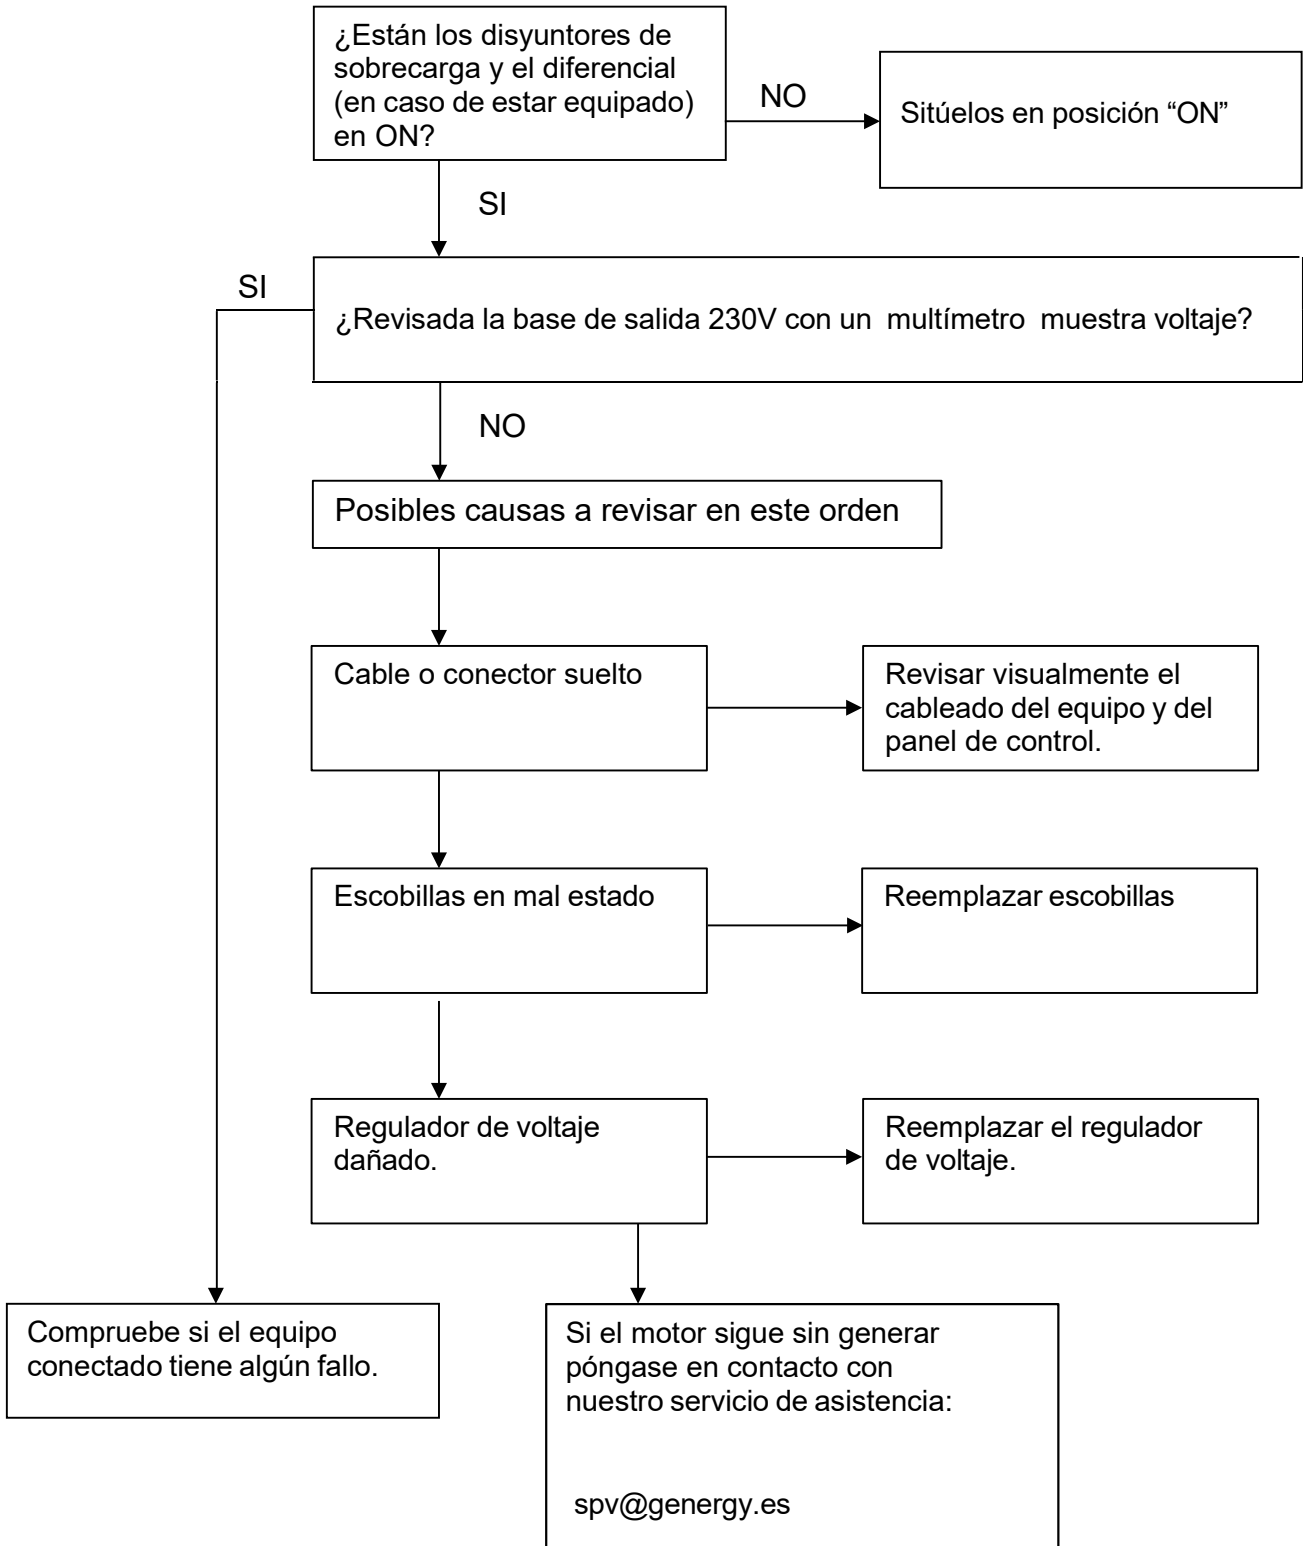 ¿Están los disyuntores de
sobrecarga y el diferencial
(en caso de estar equipado)
en ON?
NO
Sitúelos en posición “ON”
SI
SI
¿Revisada la base de salida 230V con un  multímetro  muestra voltaje?
NO
Posibles causas a revisar en este orden
Cable o conector suelto
Revisar visualmente el
cableado del equipo y del
panel de control.
Escobillas en mal estado
Reemplazar escobillas
Regulador de voltaje
dañado.
Reemplazar el regulador
de voltaje.
Compruebe si el equipo
conectado tiene algún fallo.
Si el motor sigue sin generar
póngase en contacto con
nuestro servicio de asistencia:
spv@genergy.es